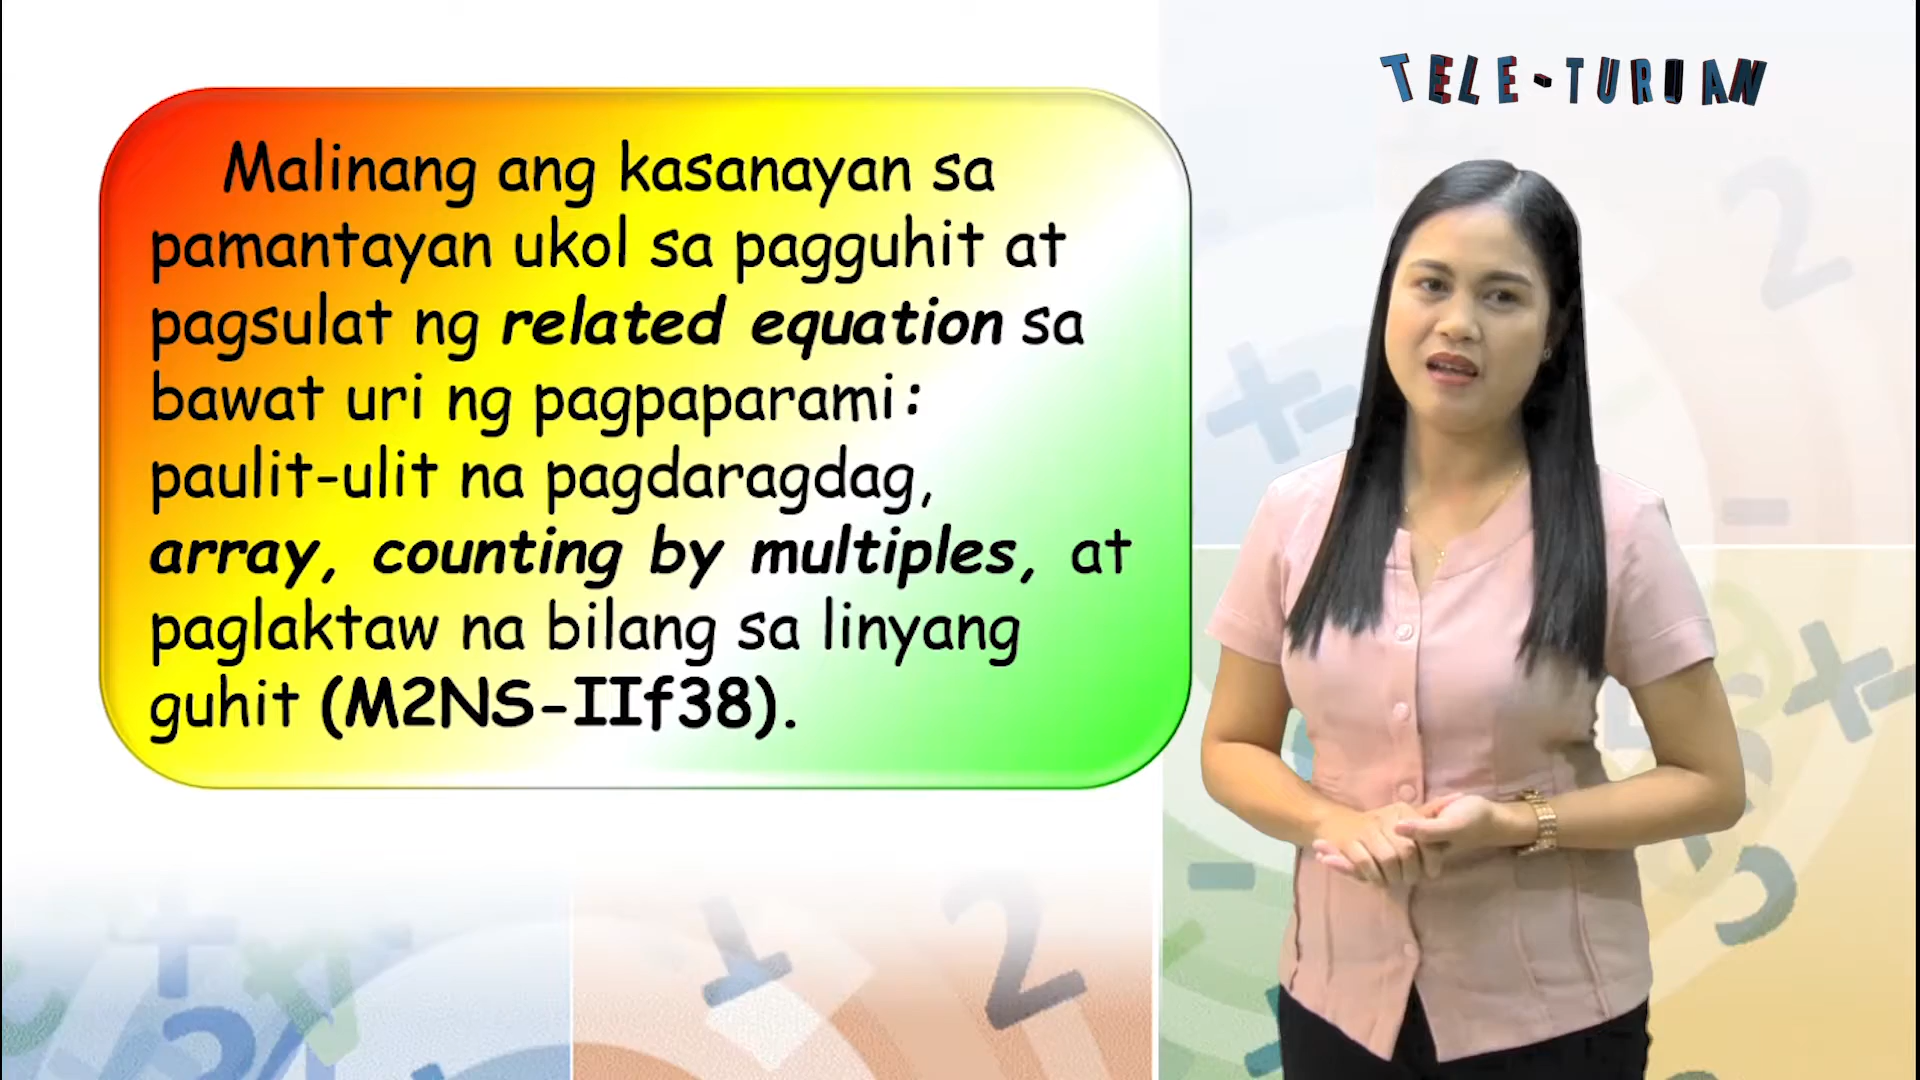 TELE-TURUAN
Malinang ang kasanayan sa
pamantayan ukol sa pagguhit at
pagsulat ng related equation sa
bawat uri ng pagpaparami:
paulit-ulit na pagdaragdag,
array, counting by multiples, at
paglaktaw na bilang sa linyang
guhit (M2NS-IIf38).